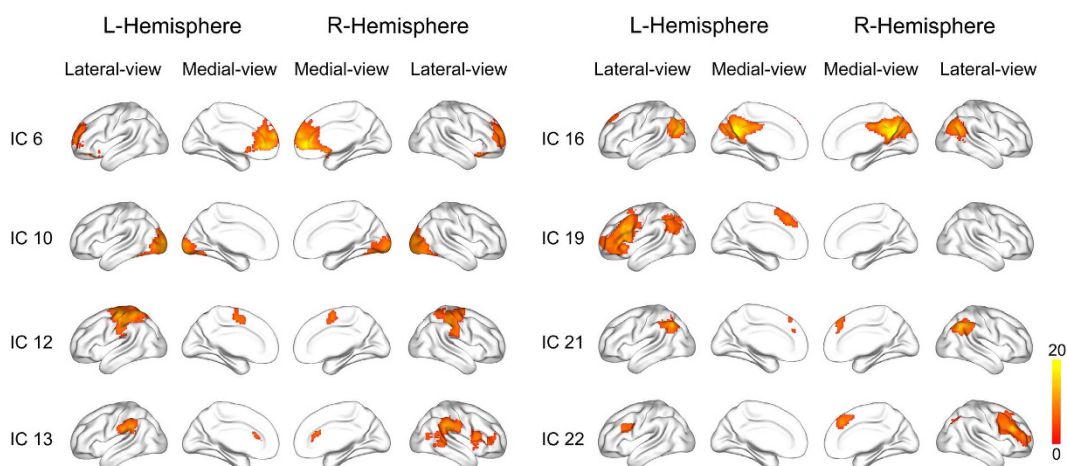 L-Hemisphere R-Hemisphere L-Hemisphere R-Hemisphere
Lateral-view Medial-view Medial-view Lateral-view Lateral-view Medial-view Medial-view Lateral-view
IC 6 IC 16
IC 10 IC 19
IC 12 IC 21
20
IC 13 IC 22
0